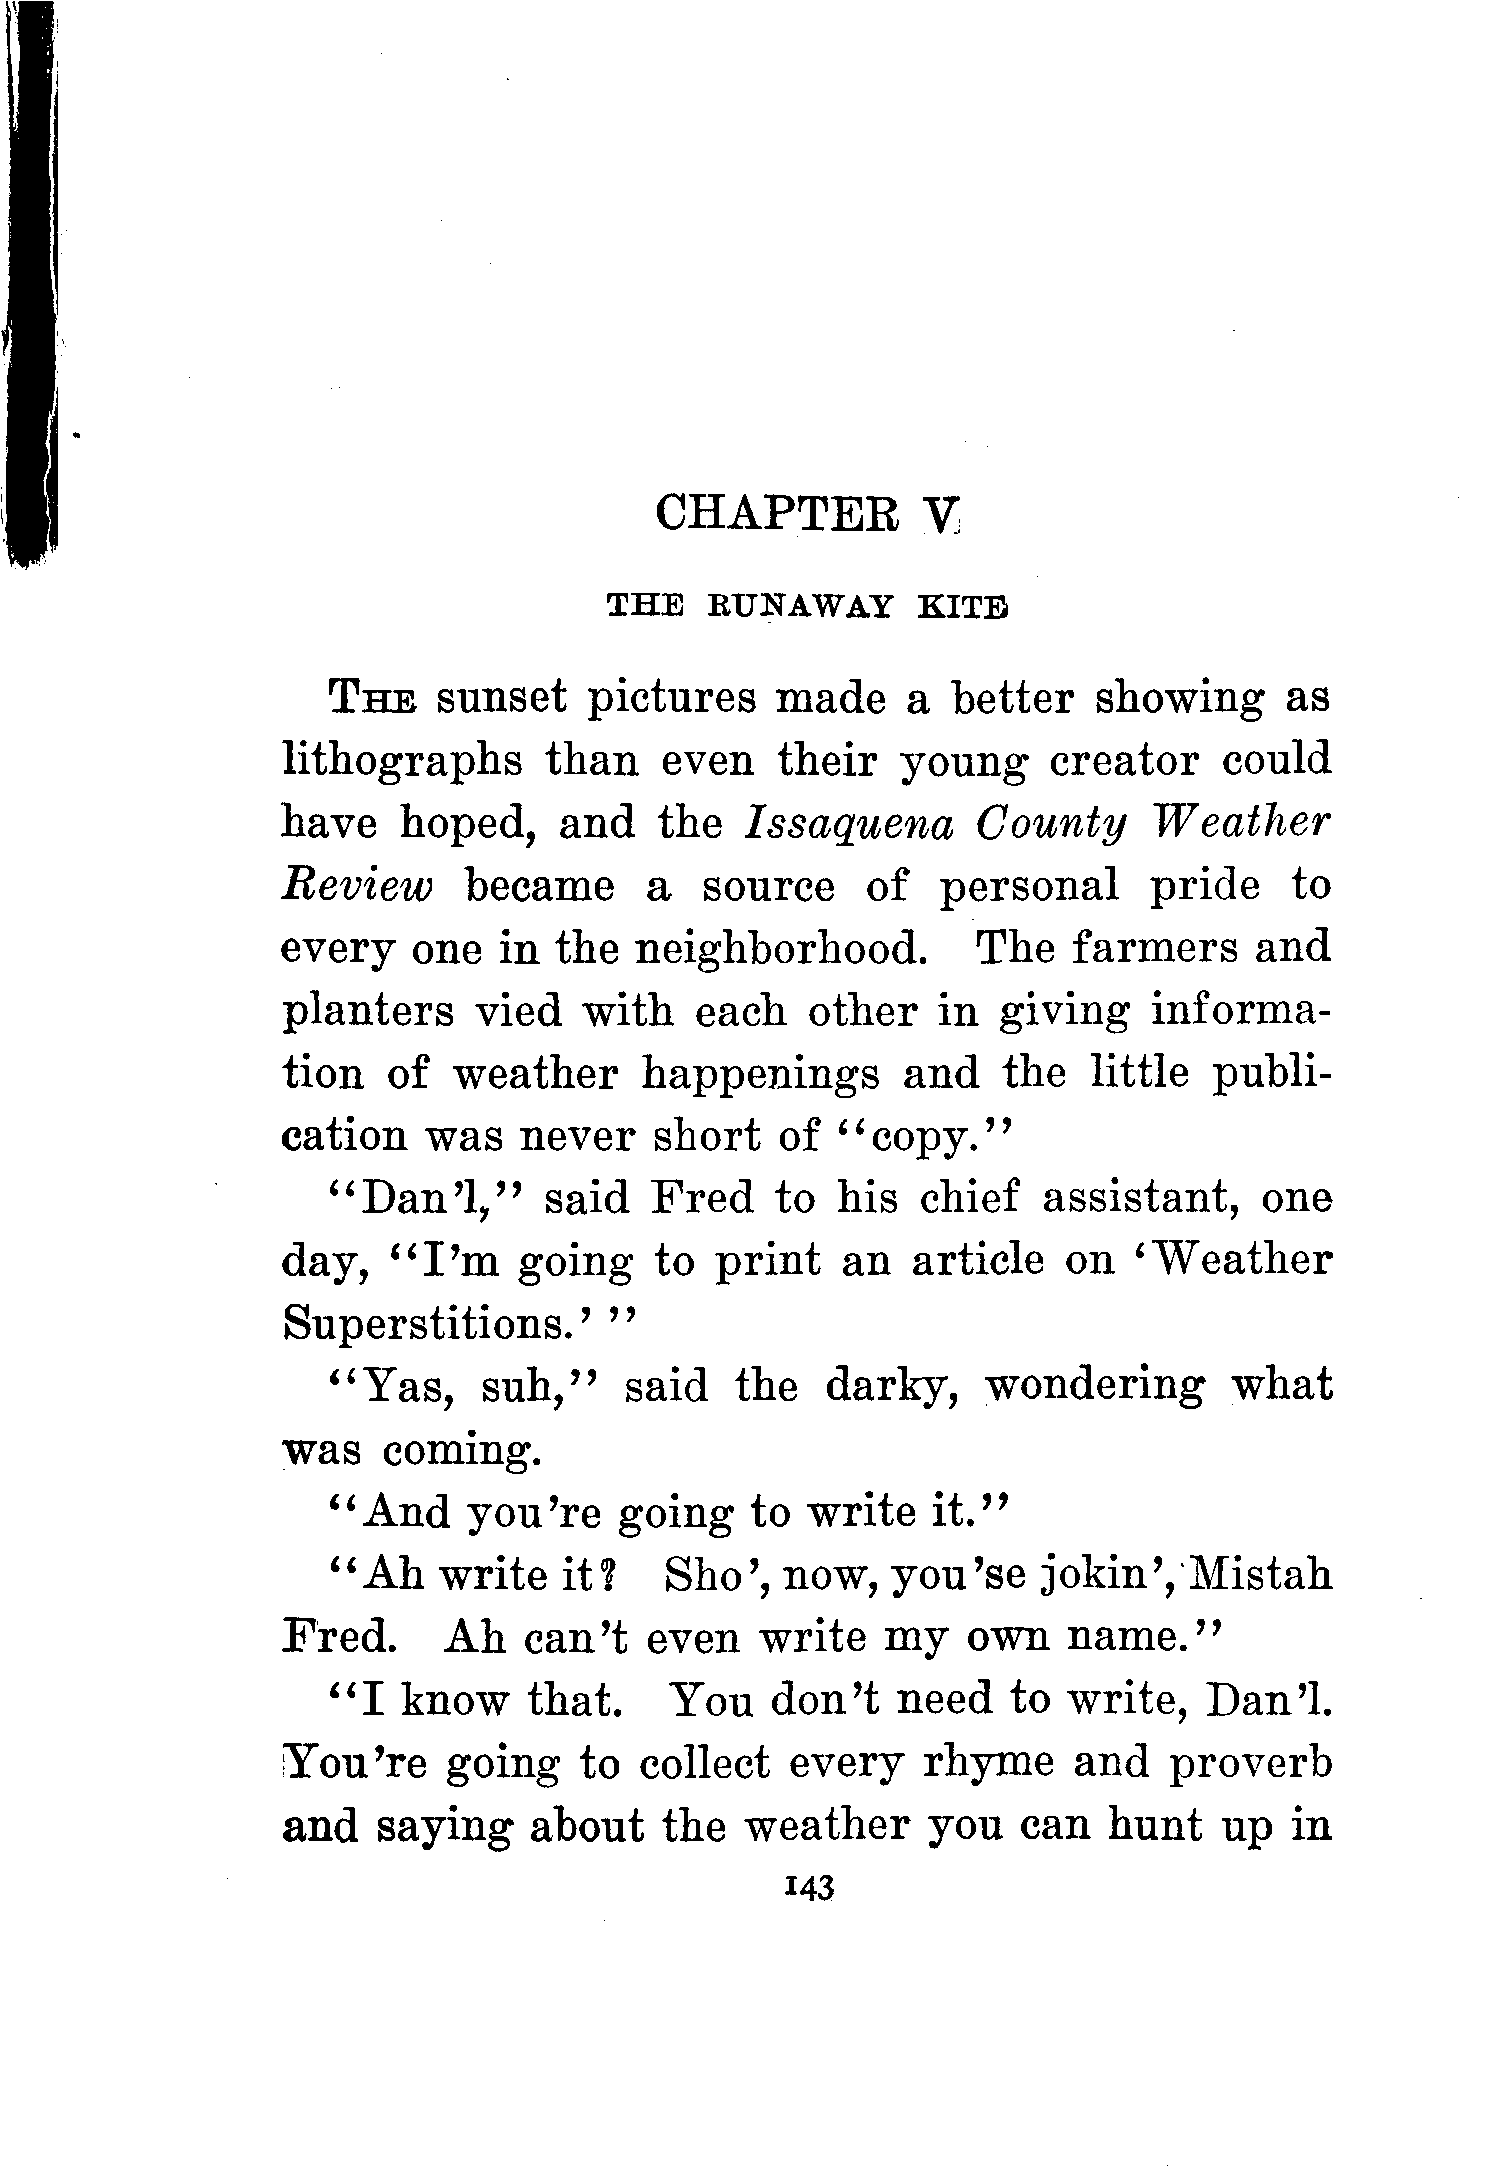 CHAPTER V
THE RUNAWAY KITE
THE sunset pictures made a better showing as
lithographs than even their young creator could
have hoped, and the Issaquena County Weather
Review became a source of personal pride to
every one in the neighborhood. The farmers and
planters vied with each other in giving informa-
tion of weather happenings and the little publi-
cation was never short of "copy."
"Dan'l," said Fred to his chief assistant, one
day, "I'm going to print an article on 'Weather
Superstitions.' "
"Yas, suh," said the darky, wondering what
was coming.
"And you're going to write it."
"Ah write it? Sho', now, you'se jokin', Mistah
Fred. Ah can't even write my own name."
"I know that. You don't need to write, Dan'l.
You're going to collect every rhyme and proverb
and saying about the weather you can hunt up in
143